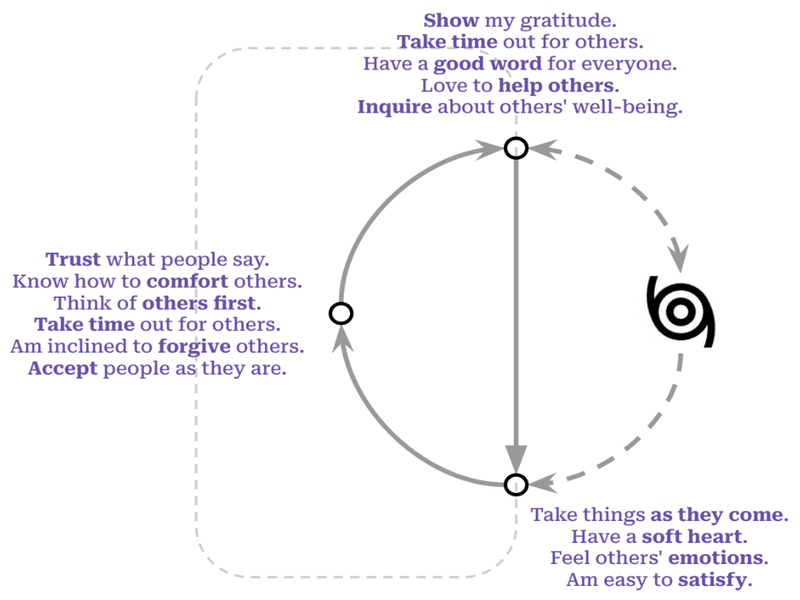 Show my gratitude.
Take time out for others.
Have a good word for everyone.
Love to help others.
Inquire about others' well-being.
Trust what people say.
Know how to comfort others.
Think of others first.
Take time out for others.
Am inclined to forgive others.
Accept people as they are.
Take things as they come.
Have a soft heart.
Feel others' emotions.
Am easy to satisfy.